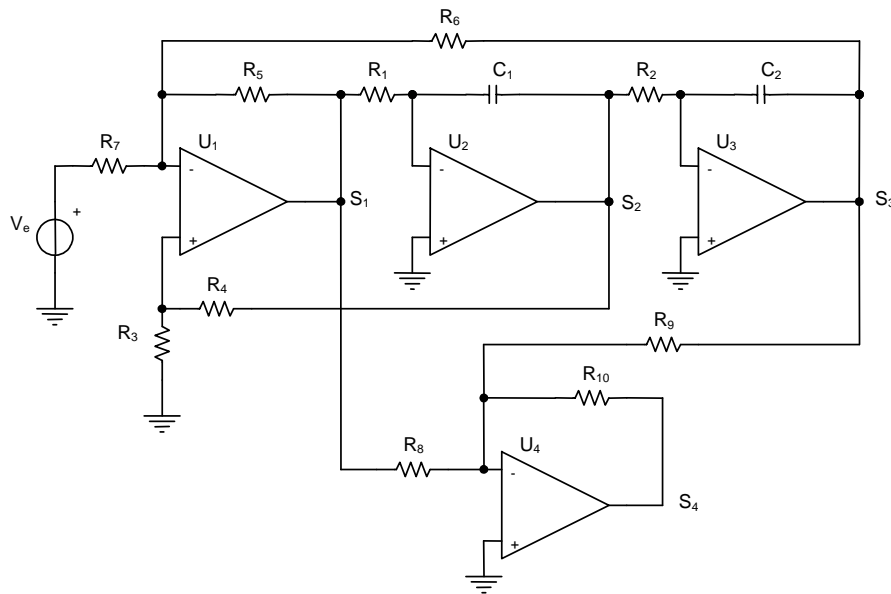 R6
R5
R1
C1
R2
C2
R7
U1
U2
U3
-
-
-
Ve
+
S1
S2
S3
+
+
+
R4
R3
R9
R10
R8
U4
-
S4
+